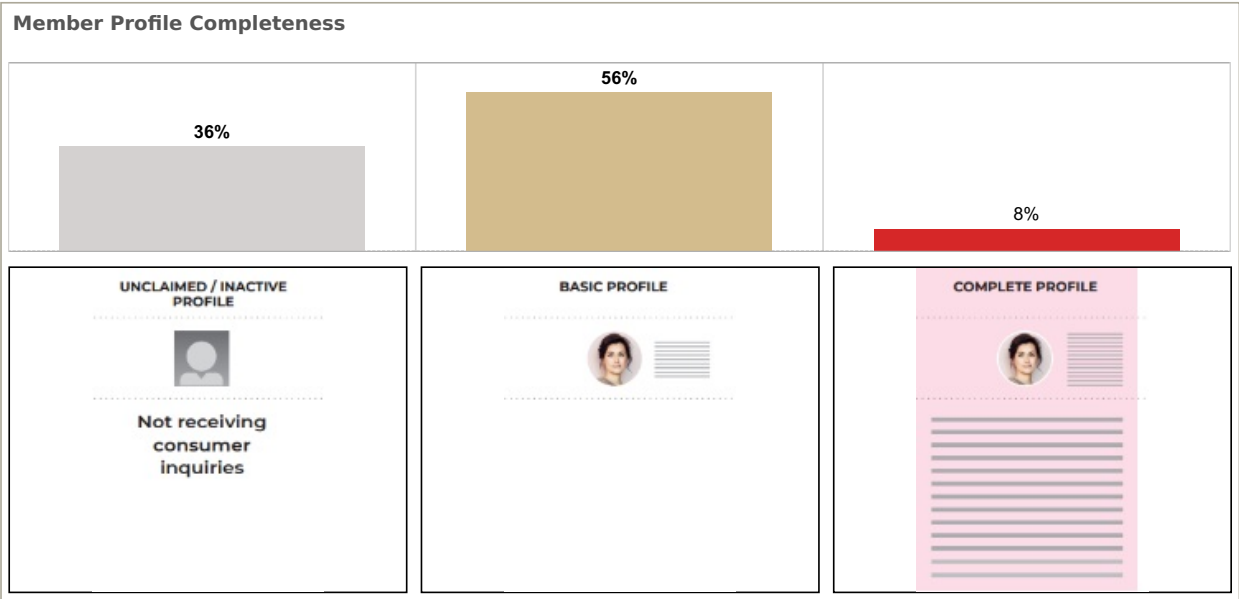 Member Profile Completeness
36%
56%
8%
UNCLAIMED / INACTIVE
PROFILE
Not receiving
consumer
inquiries
BASIC PROFILE
COMPLETE PROFILE